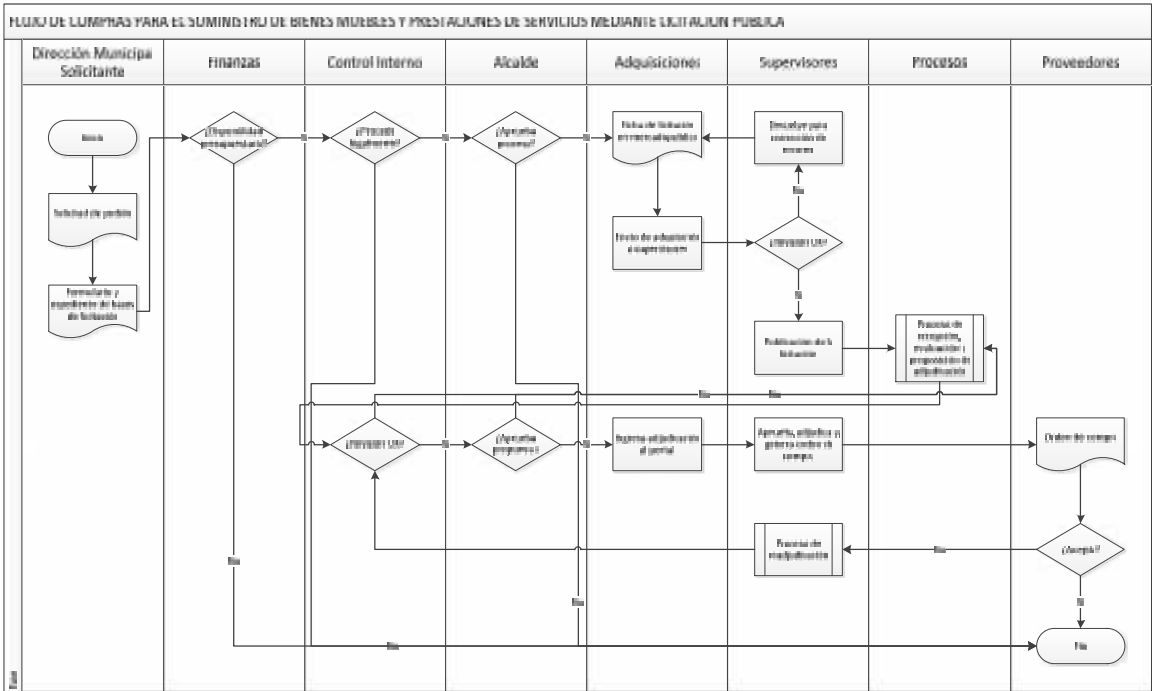 FLUJO DE COMPRAS PARA EL SUMINISTRO DE BIENES MUEBLES Y PRESTACIONES DE SERVICIOS MEDIANTE LICITACION PUBLICA
Dirección Municipa
Solicitante
Finanzas
Control Interno
Alcalde
Adquisiciones
Supervisores
Procesos
Proveedores
Inicio
Solicitud de pedido
Formulario y
expediente de bases
de licitación
¿Disponibilidad
presupuestaria?
Si
¿Procede
legalmente?
Si
¿Aprueba
proceso?
Si
Ficha de licitación
en mercadopublico
Envío de adquisición
a supervisores
Devuelve para
corrección de
errores
No
¿Revisión OK?
Si
Publicación de la
licitación
Proceso de
recepción,
evaluación y
proposición de
adjudicación
No
No
¿Revisión OK?
Si
¿Aprueba
propuesta?
Si
Ingresa adjudicación
al portal
Aprueba, adjudica y
genera orden de
compra
Orden de compra
Proceso de
readjudicación
No
¿Acepta?
Si
No
No
No
Fin
Fase